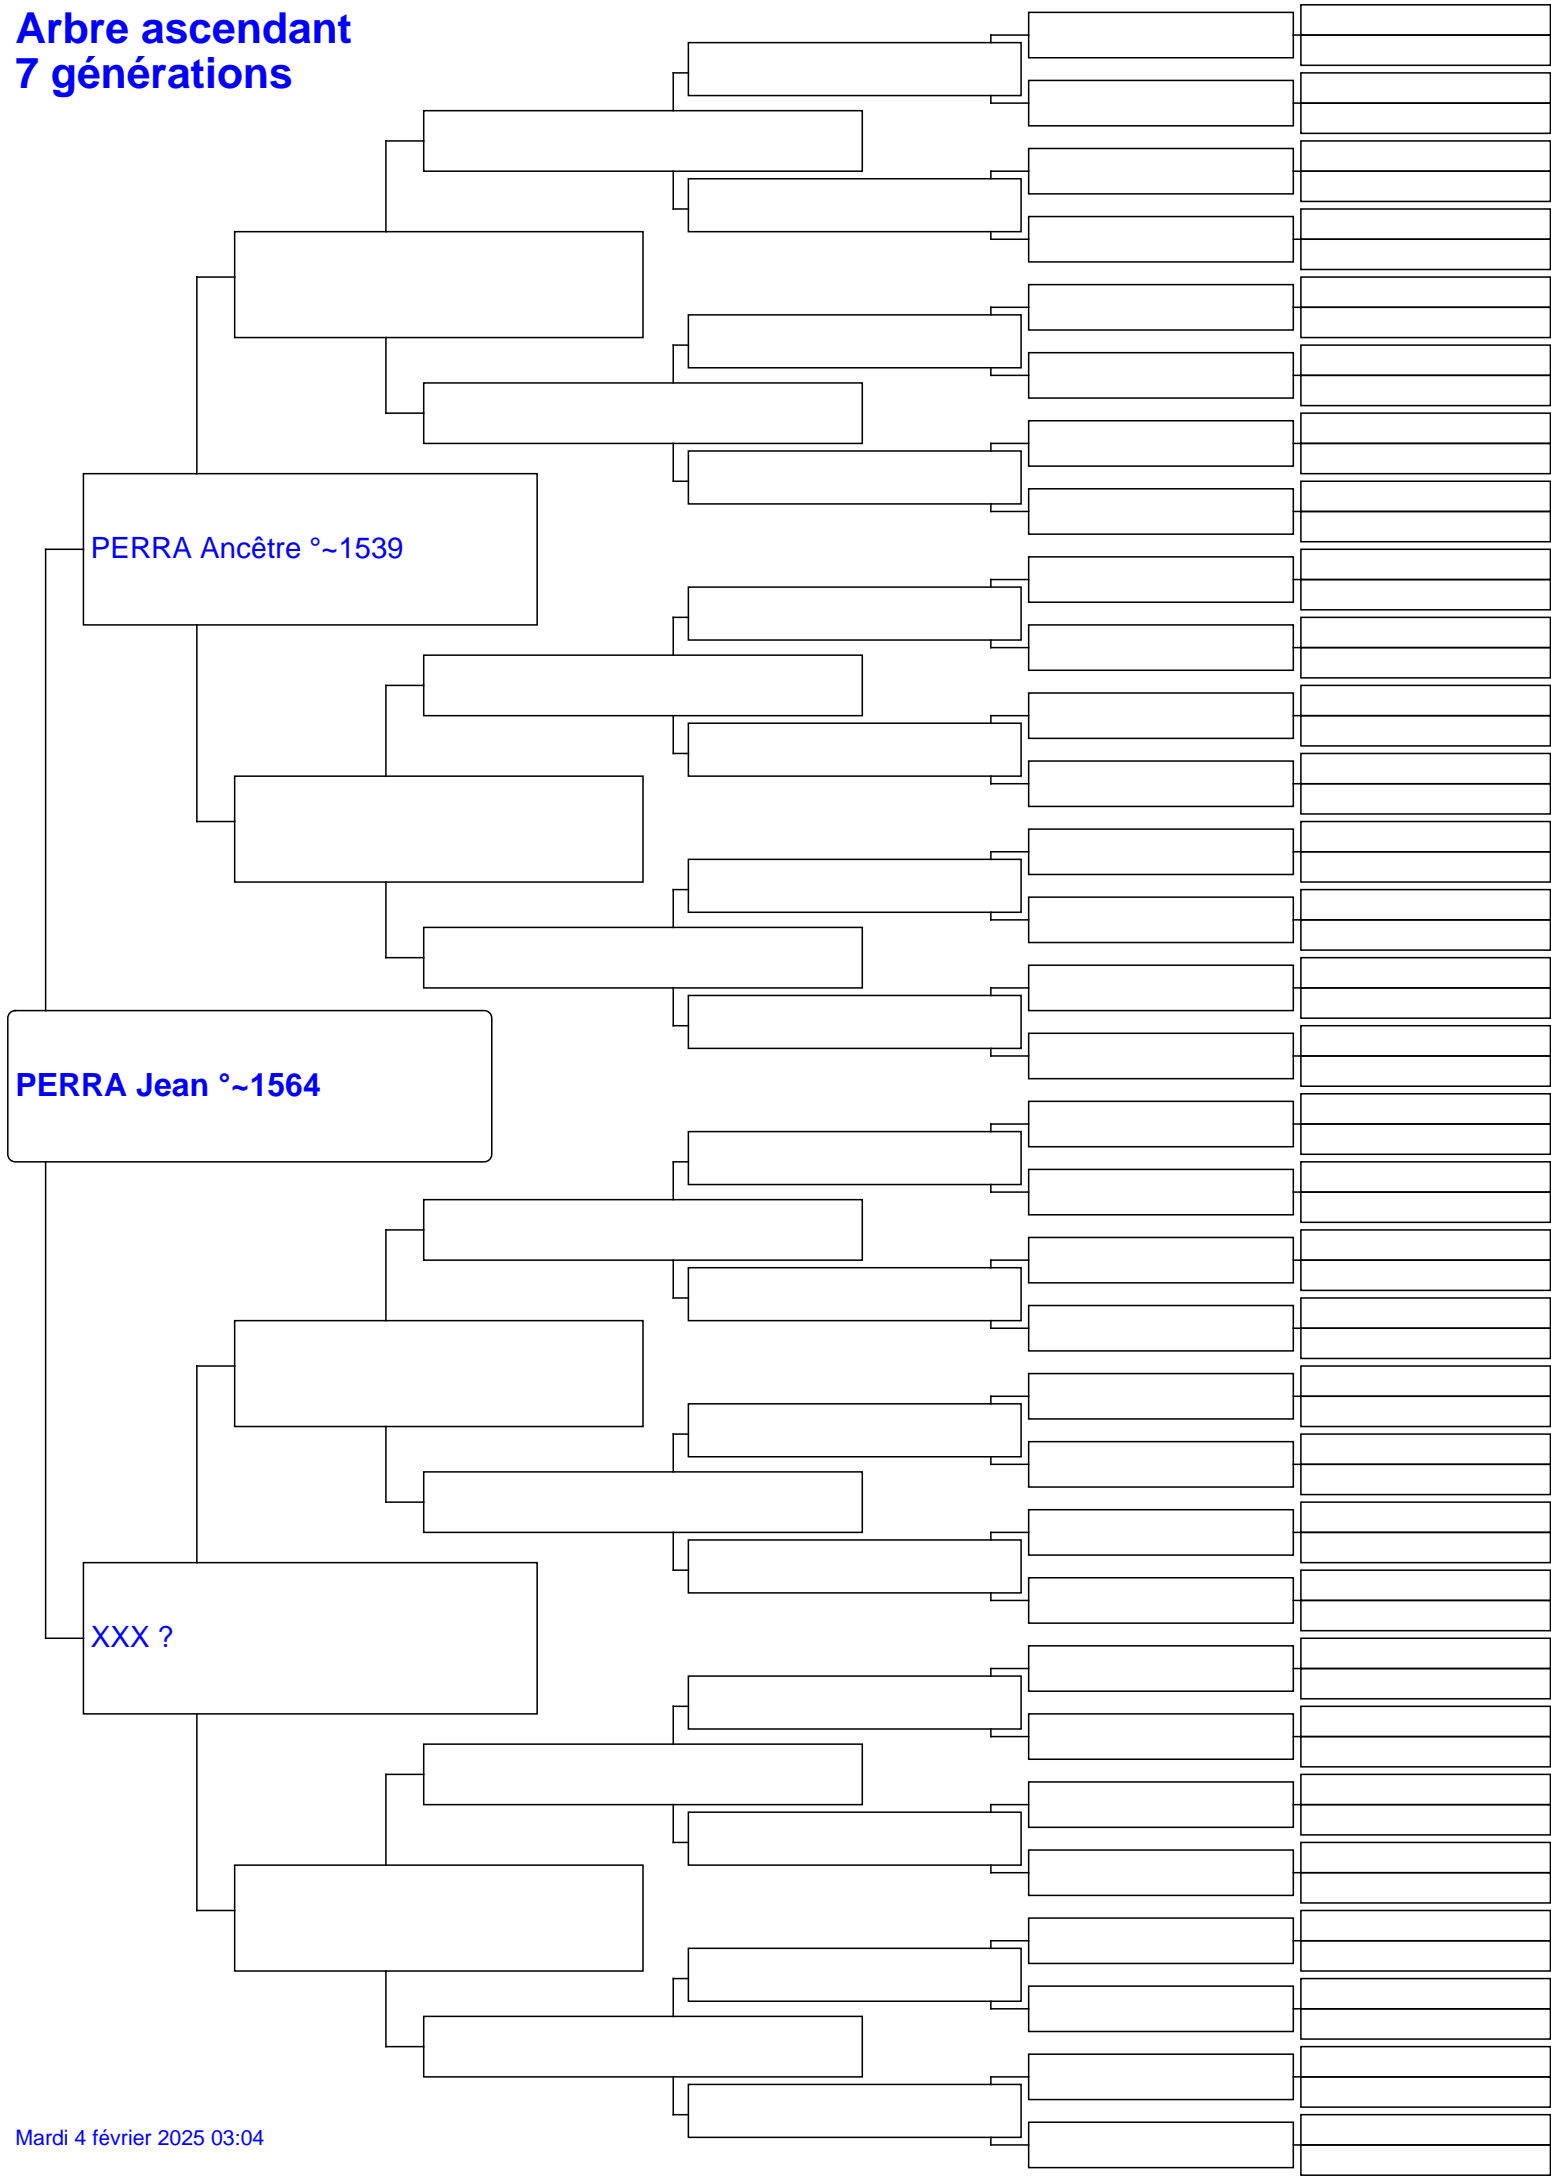 Arbre ascendant
7 générations
PERRA Ancêtre °~1539
PERRA Jean °~1564
XXX ?
Mardi 4 février 2025 03:04